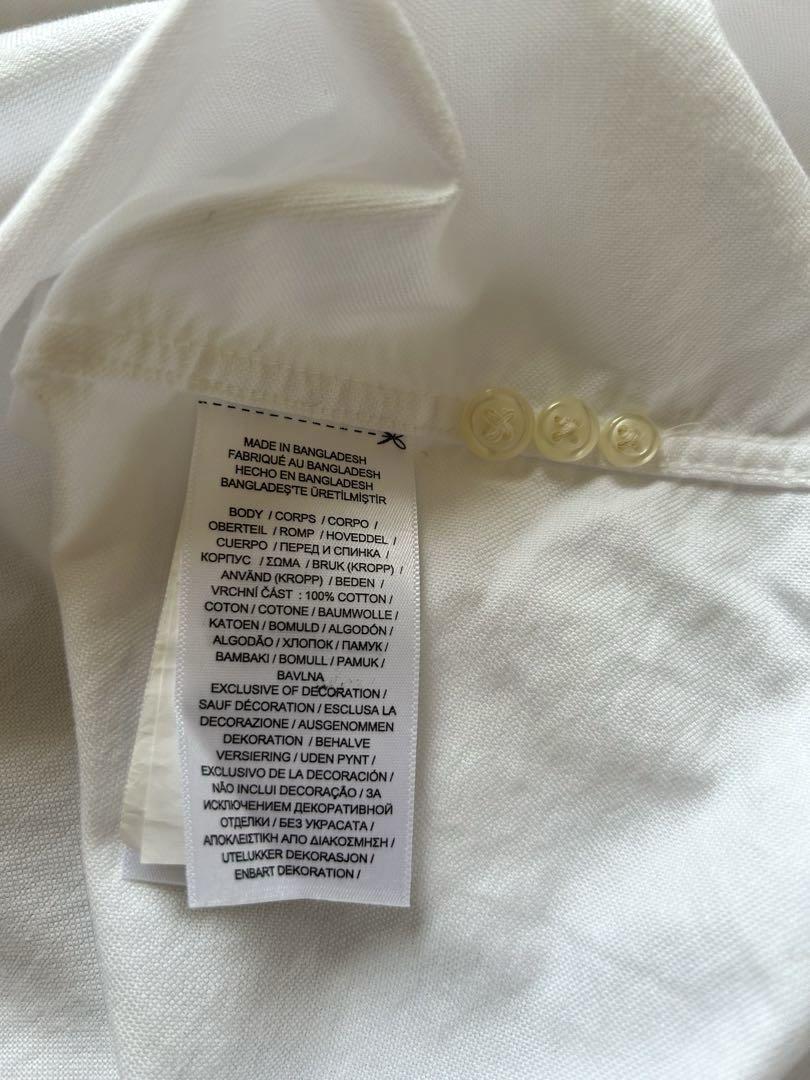 MADE IN BANGLADESH
FABRIQUÉ AU BANGLADESH
HECHO EN BANGLADESH
BANGLADEŞ'TE ÜRETİLMİŞTİR
BODY / CORPS / CORPO /
OBERTEIL / ROMP / HOVEDDEL /
CUERPO / ПЕРЕД И СПИНКА /
КОРПУС / ΣΩΜΑ / BRUK (KROPP) /
ANVÄND (KROPP) / BEDEN /
VRCHNÍ ČÁST : 100% COTTON /
COTON / COTONE / BAUMWOLLE /
KATOEN / BOMULD / ALGODÓN /
ALGODÃO / ХЛОПОК / ПАМУК /
BAMBAKI / BOMULL / PAMUK /
BAVLNA
EXCLUSIVE OF DECORATION /
SAUF DÉCORATION / ESCLUSA LA
DECORAZIONE / AUSGENOMMEN
DEKORATION / BEHALVE
VERSIERING / UDEN PYNT /
EXCLUSIVO DE LA DECORACIÓN /
NÃO INCLUI DECORAÇÃO / ЗА
ИСКЛЮЧЕНИЕМ ДЕКОРАТИВНОЙ
ОТДЕЛКИ / БЕЗ УКРАСАТА /
ΑΠΟΚΛΕΙΣΤΙΚΗ ΑΠΟ ΔΙΑΚΟΣΜΗΣΗ /
UTELUKKER DEKORASJON /
ENBART DEKORATION /